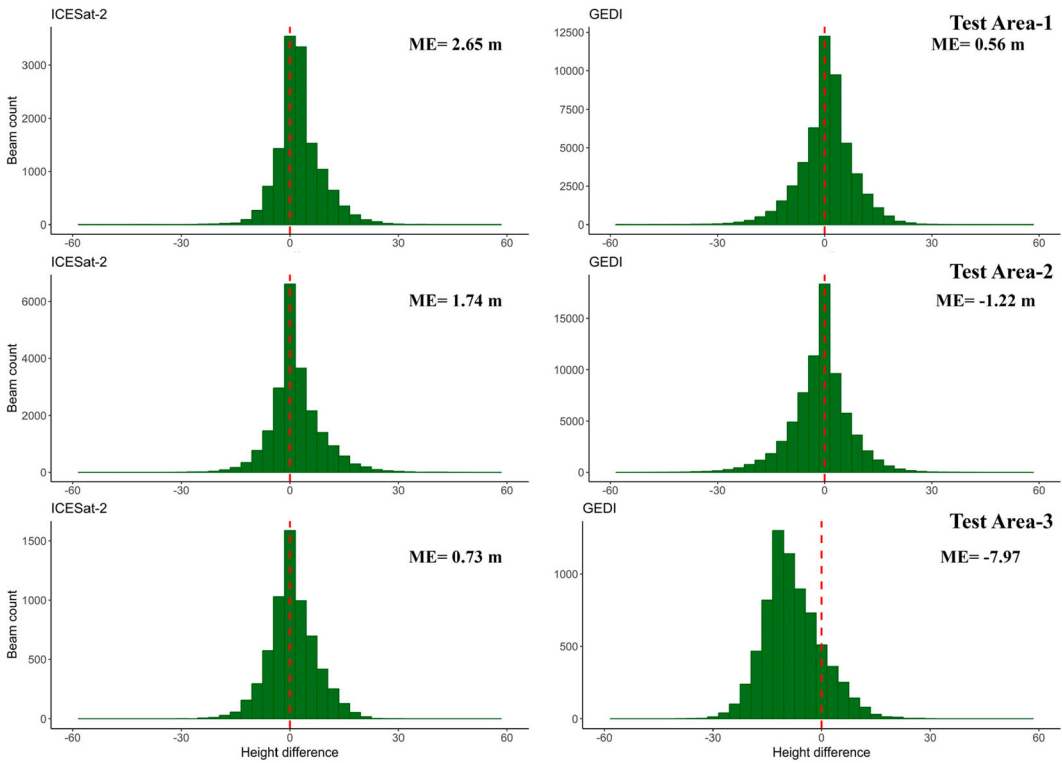 ICESat-2
ME= 2.65 m
Beam count
3000
2000
1000
0
-60 -30 0 30 60
GEDI
Test Area-1
ME= 0.56 m
12500
10000
7500
5000
2500
0
-60 -30 0 30 60
ICESat-2
ME= 1.74 m
Beam count
6000
4000
2000
0
-60 -30 0 30 60
GEDI
Test Area-2
ME= -1.22 m
15000
10000
5000
0
-60 -30 0 30 60
ICESat-2
ME= 0.73 m
Beam count
1500
1000
500
0
-60 -30 0 30 60
Height difference
GEDI
Test Area-3
ME= -7.97
1000
500
0
-60 -30 0 30 60
Height difference